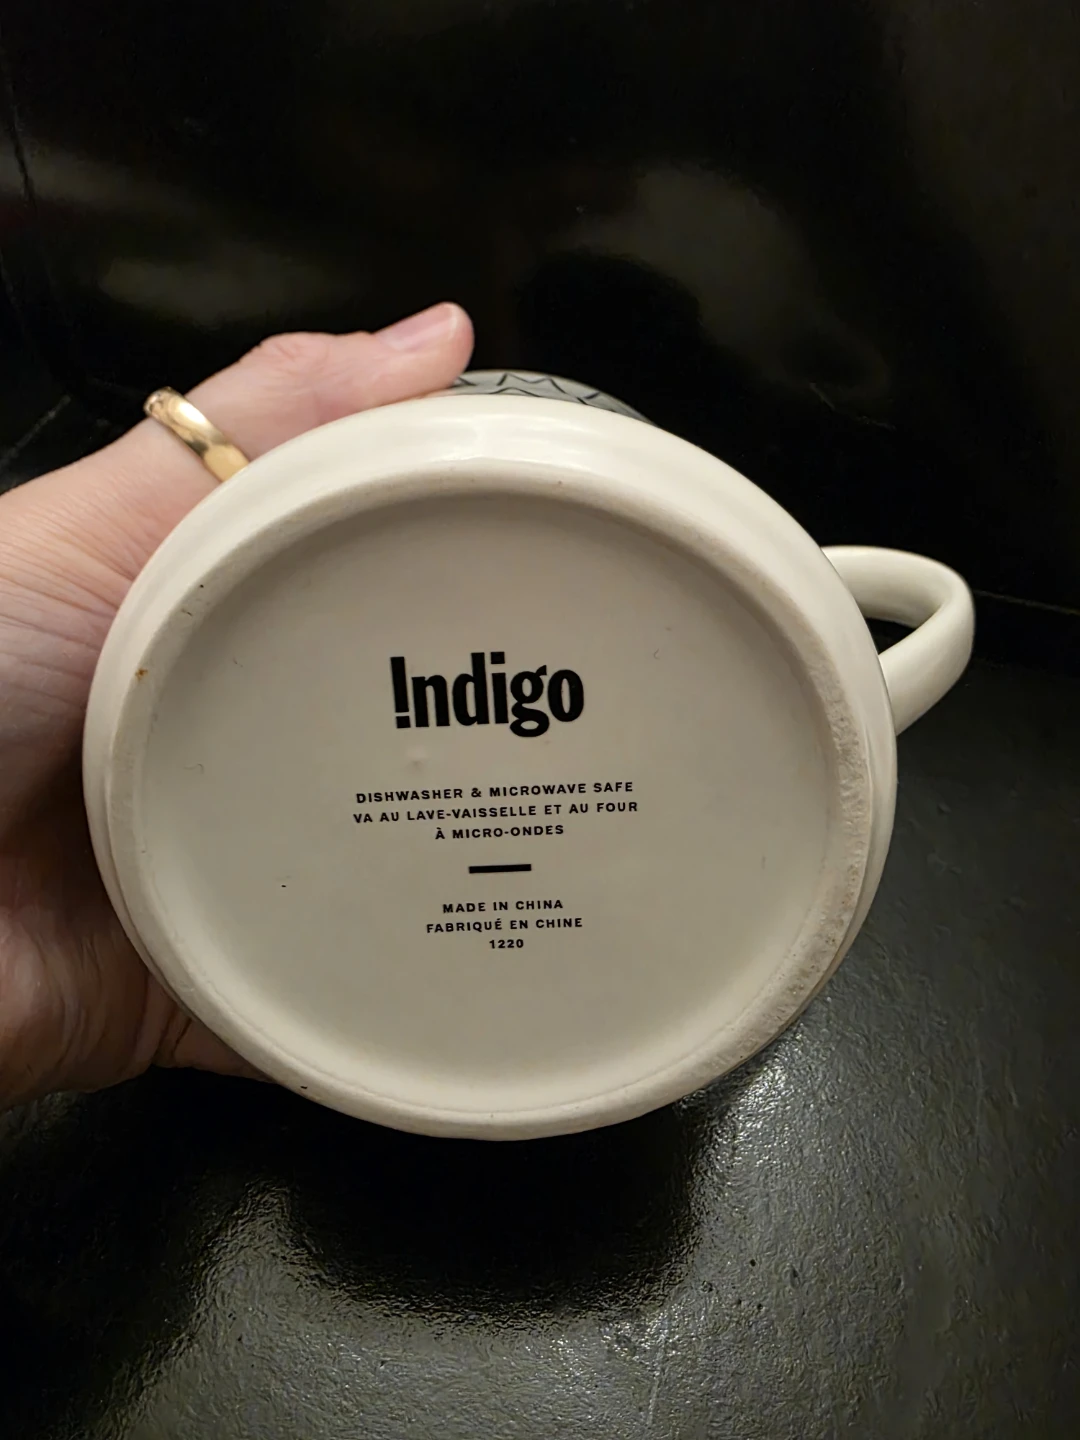 !ndigo
DISHWASHER & MICROWAVE SAFE
VA AU LAVE-VAISSELLE ET AU FOUR
À MICRO-ONDES
MADE IN CHINA
FABRIQUÉ EN CHINE
1220